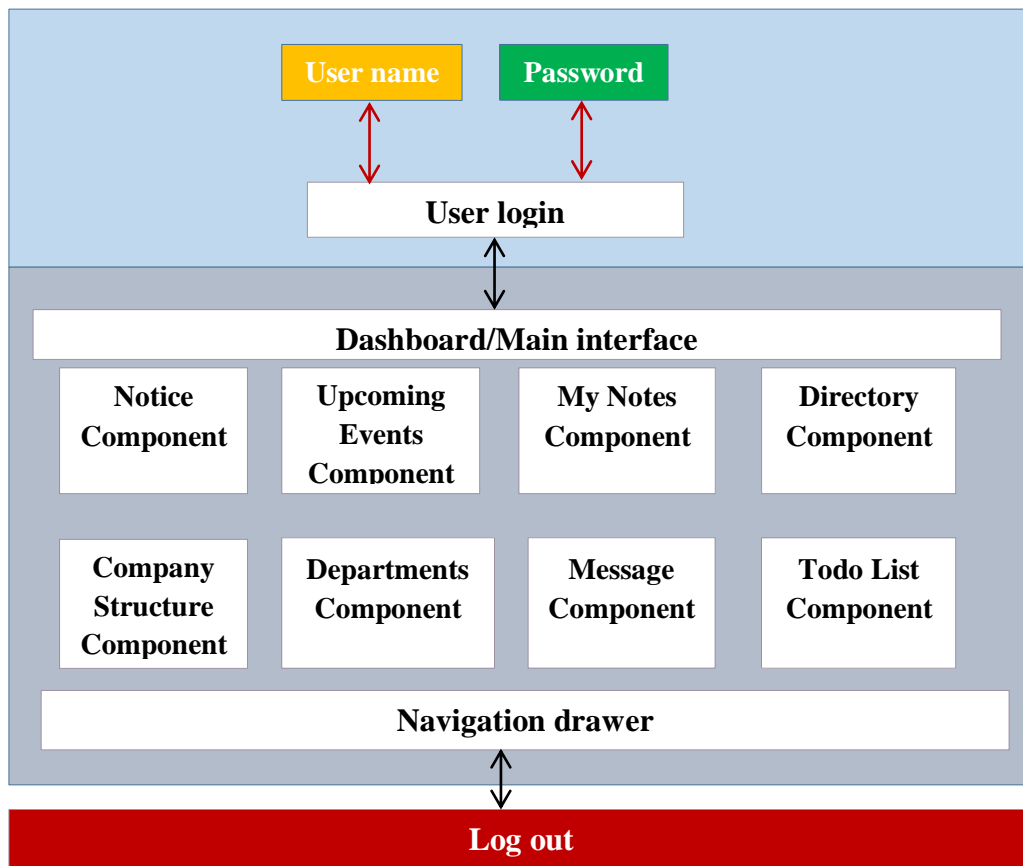 User name
Password
User login
Dashboard/Main interface
Notice
Component
Upcoming
Events
Component
My Notes
Component
Directory
Component
Company
Structure
Component
Departments
Component
Message
Component
Todo List
Component
Navigation drawer
Log out